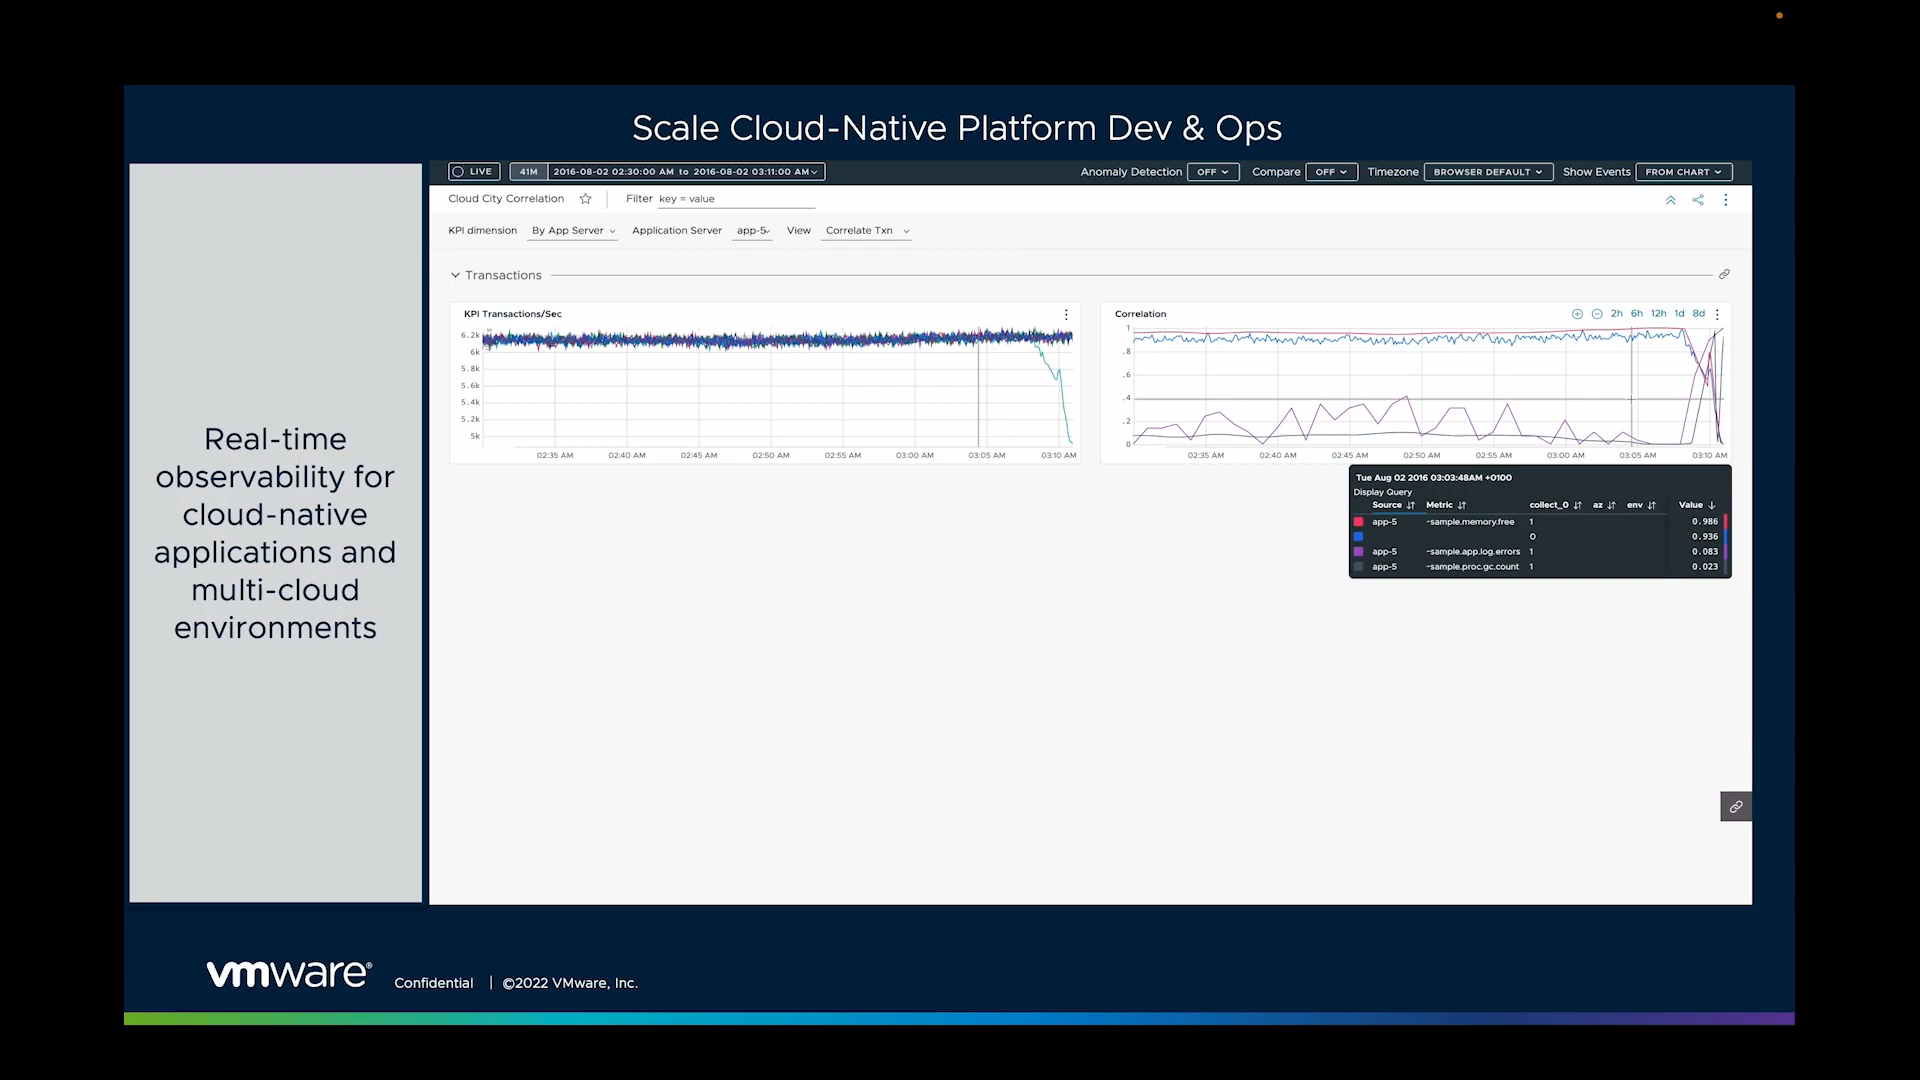 Scale Cloud-Native Platform Dev & Ops
Real-time
observability for
cloud-native
applications and
multi-cloud
environments
LIVE 41M 2016-08-02 02:30:00 AM to 2016-08-02 03:11:00 AM Anomaly Detection OFF Compare OFF Timezone BROWSER DEFAULT Show Events FROM CHART
Cloud City Correlation Filter key = value
KPI dimension By App Server Application Server app-5 View Correlate Txn
Transactions
KPI Transactions/Sec
6.2k
6k
5.8k
5.6k
5.4k
5.2k
5k
02:35 AM 02:40 AM 02:45 AM 02:50 AM 02:55 AM 03:00 AM 03:05 AM 03:10 AM
Correlation 2h 6h 12h 1d 8d
1
.8
.6
.4
.2
0
02:35 AM 02:40 AM 02:45 AM 02:50 AM 02:55 AM 03:00 AM 03:05 AM 03:10 AM
Tue Aug 02 2016 03:03:48AM +0100
Display Query
Source Metric collect_0 az env Value
app-5 ~sample.memory.free 1 0.986
0 0.936
app-5 ~sample.app.log.errors 1 0.083
app-5 ~sample.proc.gc.count 1 0.023
vmware® Confidential | ©2022 VMware, Inc.